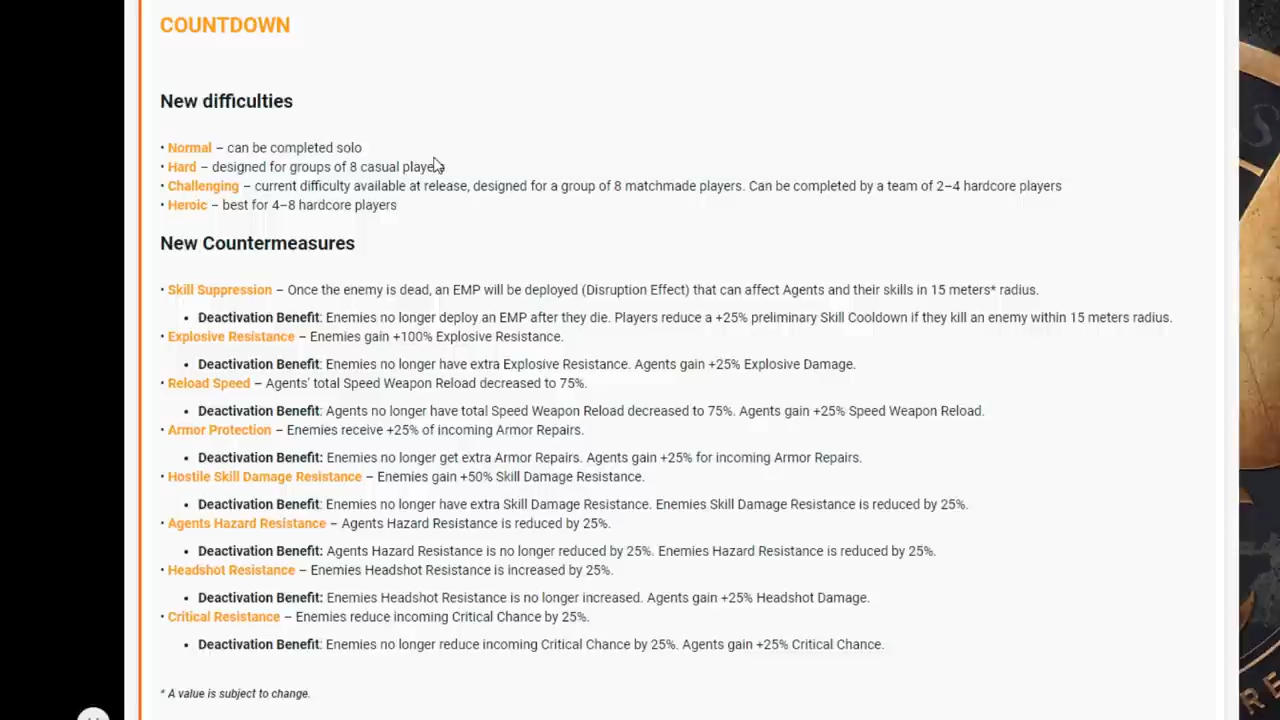 COUNTDOWN
New difficulties
• Normal – can be completed solo
• Hard – designed for groups of 8 casual players
• Challenging – current difficulty available at release, designed for a group of 8 matchmade players. Can be completed by a team of 2–4 hardcore players
• Heroic – best for 4–8 hardcore players
New Countermeasures
• Skill Suppression – Once the enemy is dead, an EMP will be deployed (Disruption Effect) that can affect Agents and their skills in 15 meters* radius.
• Deactivation Benefit: Enemies no longer deploy an EMP after they die. Players reduce a +25% preliminary Skill Cooldown if they kill an enemy within 15 meters radius.
• Explosive Resistance – Enemies gain +100% Explosive Resistance.
• Deactivation Benefit: Enemies no longer have extra Explosive Resistance. Agents gain +25% Explosive Damage.
• Reload Speed – Agents' total Speed Weapon Reload decreased to 75%.
• Deactivation Benefit: Agents no longer have total Speed Weapon Reload decreased to 75%. Agents gain +25% Speed Weapon Reload.
• Armor Protection – Enemies receive +25% of incoming Armor Repairs.
• Deactivation Benefit: Enemies no longer get extra Armor Repairs. Agents gain +25% for incoming Armor Repairs.
• Hostile Skill Damage Resistance – Enemies gain +50% Skill Damage Resistance.
• Deactivation Benefit: Enemies no longer have extra Skill Damage Resistance. Enemies Skill Damage Resistance is reduced by 25%.
• Agents Hazard Resistance – Agents Hazard Resistance is reduced by 25%.
• Deactivation Benefit: Agents Hazard Resistance is no longer reduced by 25%. Enemies Hazard Resistance is reduced by 25%.
• Headshot Resistance – Enemies Headshot Resistance is increased by 25%.
• Deactivation Benefit: Enemies Headshot Resistance is no longer increased. Agents gain +25% Headshot Damage.
• Critical Resistance – Enemies reduce incoming Critical Chance by 25%.
• Deactivation Benefit: Enemies no longer reduce incoming Critical Chance by 25%. Agents gain +25% Critical Chance.
* A value is subject to change.